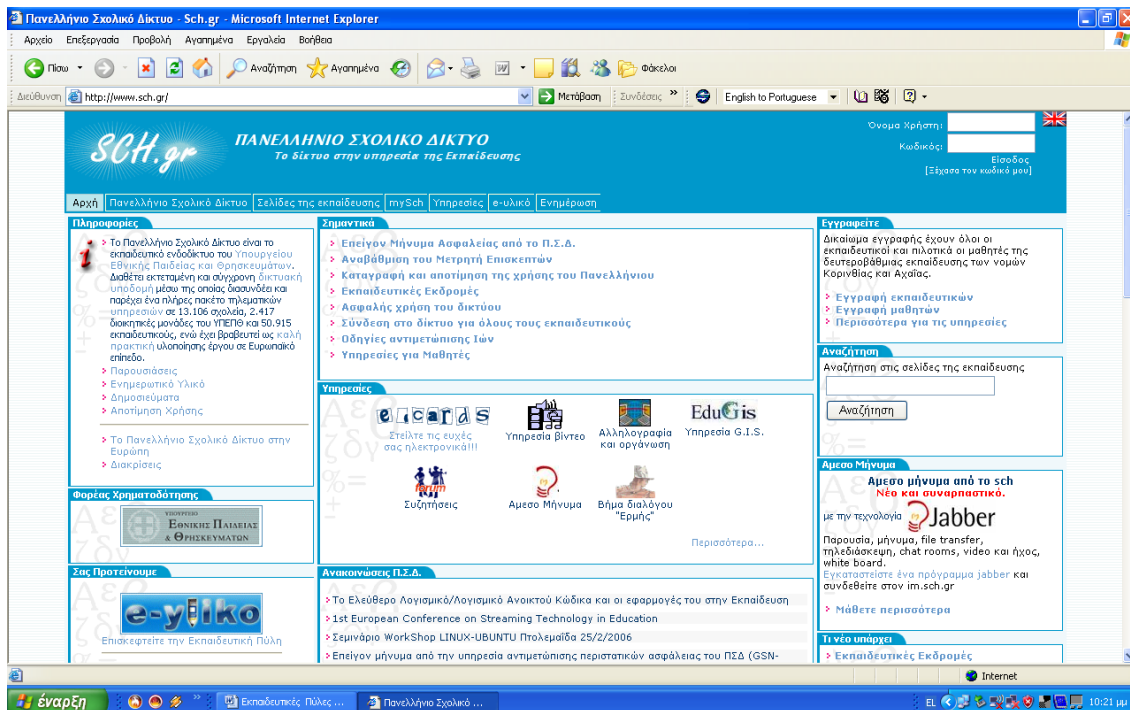 Πανελλήνιο Σχολικό Δίκτυο - Sch.gr - Microsoft Internet Explorer
Αρχείο Επεξεργασία Προβολή Αγαπημένα Εργαλεία Βοήθεια
Πίσω Αναζήτηση Αγαπημένα Φάκελοι
Διεύθυνση http://www.sch.gr/ Μετάβαση Συνδέσεις » English to Portuguese
SCH.gr
ΠΑΝΕΛΛΗΝΙΟ ΣΧΟΛΙΚΟ ΔΙΚΤΥΟ
Το δίκτυο στην υπηρεσία της Εκπαίδευσης
Όνομα Χρήστη:
Κωδικός:
Είσοδος
[Ξέχασα τον κωδικό μου]
Αρχή Πανελλήνιο Σχολικό Δίκτυο Σελίδες της εκπαίδευσης mySch Υπηρεσίες e-υλικό Ενημέρωση
Πληροφορίες
Το Πανελλήνιο Σχολικό Δίκτυο είναι το
εκπαιδευτικό ενδοδίκτυο του Υπουργείου
Εθνικής Παιδείας και Θρησκευμάτων.
Διαθέτει εκτεταμένη και σύγχρονη δικτυακή
υποδομή μέσω της οποίας διασυνδέει και
παρέχει ένα πλήρες πακέτο τηλεματικών
υπηρεσιών σε 13.106 σχολεία, 2.417
διοικητικές μονάδες του ΥΠΕΠΘ και 50.915
εκπαιδευτικούς, ενώ έχει βραβευτεί ως καλή
πρακτική υλοποίησης έργου σε Ευρωπαϊκό
επίπεδο.
Παρουσιάσεις
Ενημερωτικό Υλικό
Δημοσιεύματα
Αποτίμηση Χρήσης
Το Πανελλήνιο Σχολικό Δίκτυο στην
Ευρώπη
Διακρίσεις
Φορέας Χρηματοδότησης
ΥΠΟΥΡΓΕΙΟ
ΕΘΝΙΚΗΣ ΠΑΙΔΕΙΑΣ
& ΘΡΗΣΚΕΥΜΑΤΩΝ
Σας Προτείνουμε
e-yliko
Επισκεφτείτε την Εκπαιδευτική Πύλη
Σημαντικά
Επείγον Μήνυμα Ασφαλείας από το Π.Σ.Δ.
Αναβάθμιση του Μετρητή Επισκεπτών
Καταγραφή και αποτίμηση της χρήσης του Πανελλήνιου
Εκπαιδευτικές Εκδρομές
Ασφαλής χρήση του δικτύου
Σύνδεση στο δίκτυο για όλους τους εκπαιδευτικούς
Οδηγίες αντιμετώπισης Ιών
Υπηρεσίες για Μαθητές
Υπηρεσίες
e-cards
Στείλτε τις ευχές
σας ηλεκτρονικά!!!
Υπηρεσία βίντεο
Αλληλογραφία
και οργάνωση
EduGis
Υπηρεσία G.I.S.
forum
Συζητήσεις
Αμεσο Μήνυμα
Βήμα διαλόγου
"Ερμής"
Περισσότερα...
Ανακοινώσεις Π.Σ.Δ.
Το Ελεύθερο Λογισμικό/Λογισμικό Ανοικτού Κώδικα και οι εφαρμογές του στην Εκπαίδευση
1st European Conference on Streaming Technology in Education
Σεμινάριο WorkShop LINUX-UBUNTU Πτολεμαΐδα 25/2/2006
Επείγον μήνυμα από την υπηρεσία αντιμετώπισης περιστατικών ασφάλειας του ΠΣΔ (GSN-
Εγγραφείτε
Δικαίωμα εγγραφής έχουν όλοι οι
εκπαιδευτικοί και πιλοτικά οι μαθητές της
δευτεροβάθμιας εκπαίδευσης των νομών
Κορινθίας και Αχαΐας.
Εγγραφή εκπαιδευτικών
Εγγραφή μαθητών
Περισσότερα για τις υπηρεσίες
Αναζήτηση
Αναζήτηση στις σελίδες της εκπαίδευσης
Αναζήτηση
Αμεσο Μήνυμα
Αμεσο μήνυμα από το sch
Νέο και συναρπαστικό.
με την τεχνολογία Jabber
Παρουσία, μήνυμα, file transfer,
τηλεδιάσκεψη, chat rooms, video και ήχος,
white board.
Εγκαταστείστε ένα πρόγραμμα jabber και
συνδεθείτε στον im.sch.gr
Μάθετε περισσότερα
Τι νέο υπάρχει
Εκπαιδευτικές Εκδρομές
Internet
έναρξη » Εκπαιδευτικές Πύλες ... Πανελλήνιο Σχολικό ... EL 10:21 μμ